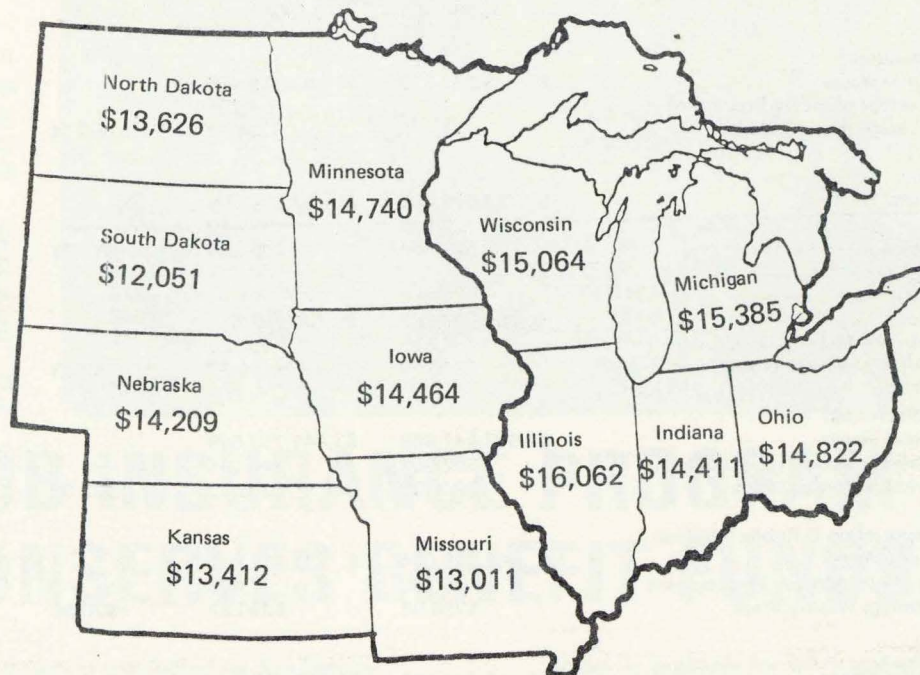 North Dakota
$13,626
Minnesota
$14,740
South Dakota
$12,051
Wisconsin
$15,064
Michigan
$15,385
Iowa
$14,464
Nebraska
$14,209
Illinois
$16,062
Indiana
$14,411
Ohio
$14,822
Kansas
$13,412
Missouri
$13,011